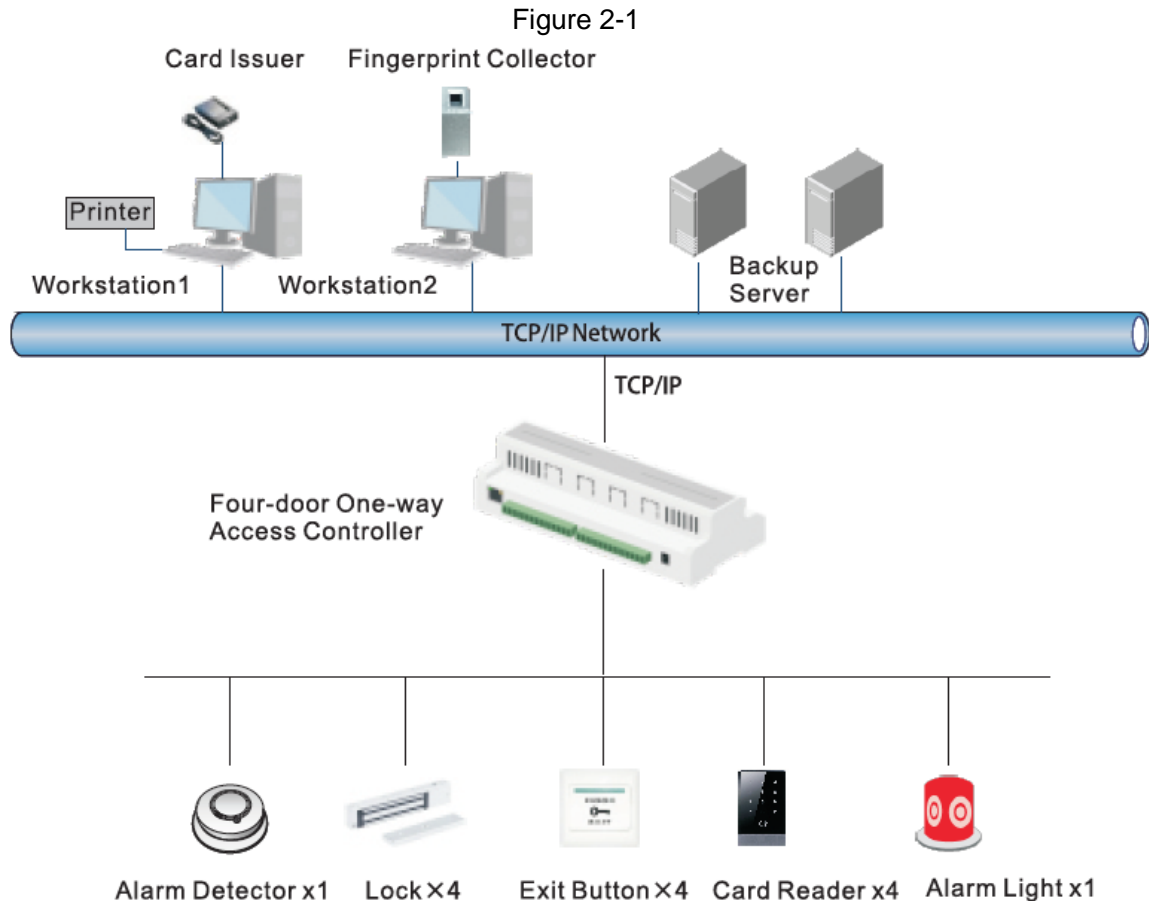 Figure 2-1
Card Issuer
Fingerprint Collector
Printer
Workstation1
Workstation2
Backup
Server
TCP/IP Network
TCP/IP
Four-door One-way
Access Controller
Alarm Detector x1
Lock×4
Exit Button×4
Card Reader x4
Alarm Light x1